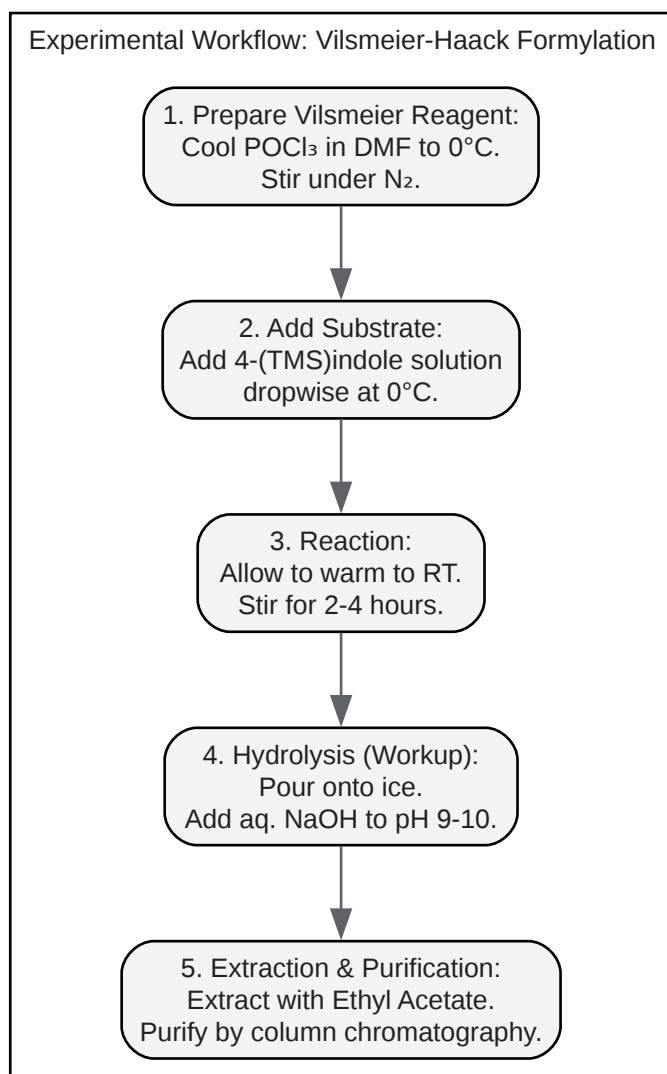 Experimental Workflow: Vilsmeier-Haack Formylation
1. Prepare Vilsmeier Reagent:
Cool POCl₃ in DMF to 0°C.
Stir under N₂.
2. Add Substrate:
Add 4-(TMS)indole solution
dropwise at 0°C.
3. Reaction:
Allow to warm to RT.
Stir for 2-4 hours.
4. Hydrolysis (Workup):
Pour onto ice.
Add aq. NaOH to pH 9-10.
5. Extraction & Purification:
Extract with Ethyl Acetate.
Purify by column chromatography.